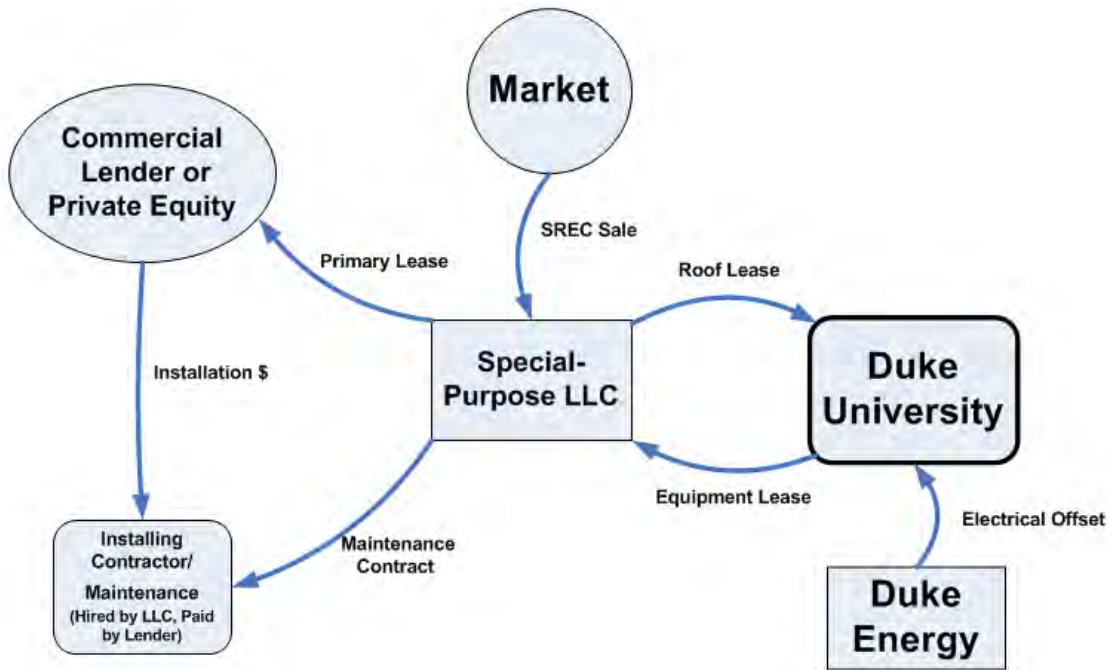 Market
Commercial
Lender or
Private Equity
SREC Sale
Primary Lease
Roof Lease
Special-
Purpose LLC
Duke
University
Installation $
Equipment Lease
Electrical Offset
Installing
Contractor/
Maintenance
(Hired by LLC, Paid
by Lender)
Maintenance
Contract
Duke
Energy